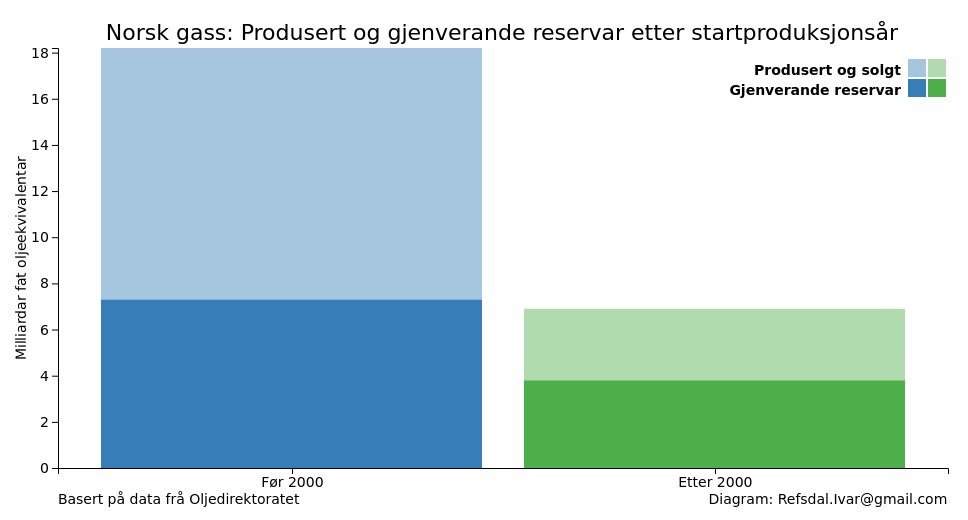 Norsk gass: Produsert og gjenverande reservar etter startproduksjonsår
Produsert og solgt
Gjenverande reservar
Milliardar fat oljeekvivalentar
18
16
14
12
10
8
6
4
2
0
Før 2000
Etter 2000
Basert på data frå Oljedirektoratet
Diagram: Refsdal.Ivar@gmail.com